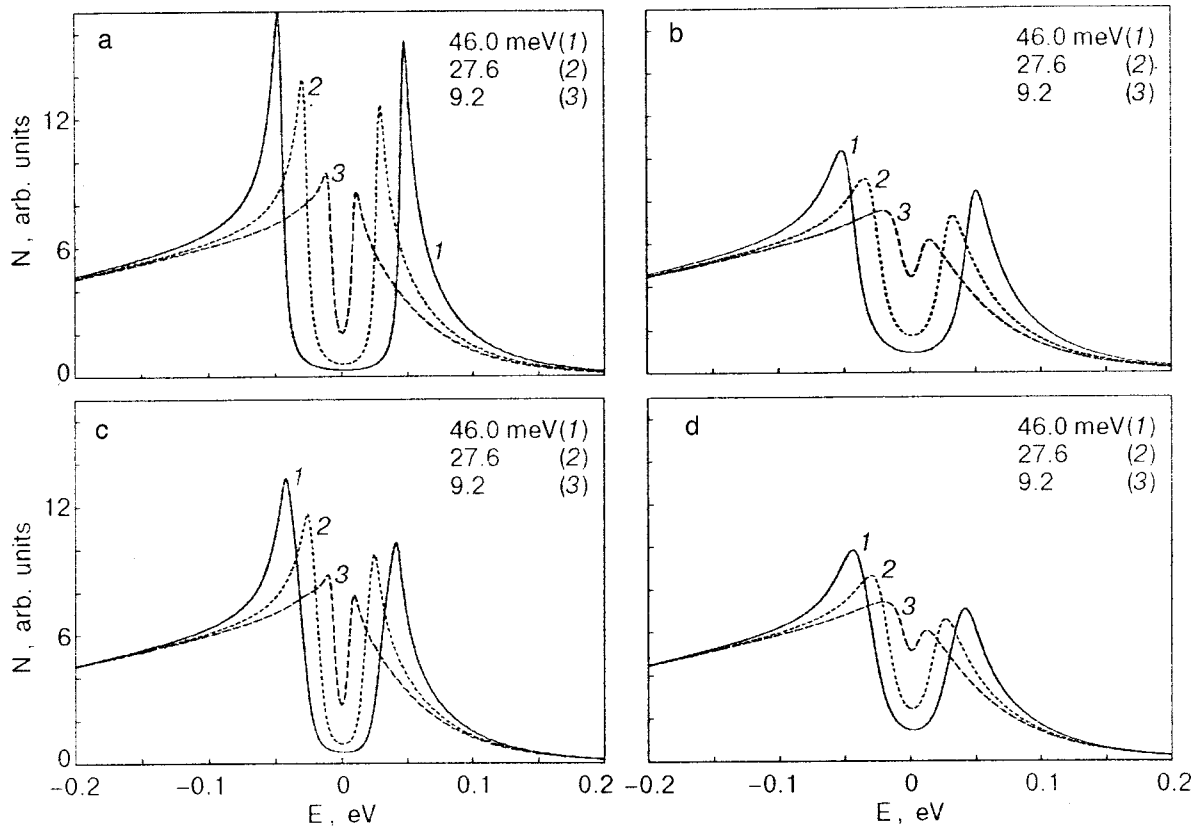 a
46.0 meV(1)
27.6 (2)
9.2 (3)
1
2
3
1
12
6
0
N, arb. units
b
46.0 meV(1)
27.6 (2)
9.2 (3)
1
2
3
c
46.0 meV(1)
27.6 (2)
9.2 (3)
1
2
3
12
6
0
N, arb. units
-0.2 -0.1 0 0.1 0.2
E, eV
d
46.0 meV(1)
27.6 (2)
9.2 (3)
1
2
3
-0.2 -0.1 0 0.1 0.2
E, eV